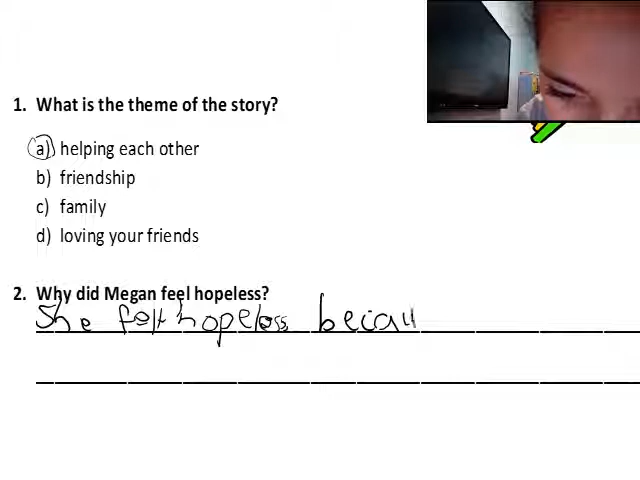 1. What is the theme of the story?
a) helping each other
b) friendship
c) family
d) loving your friends
2. Why did Megan feel hopeless?
She felt hopeless becau